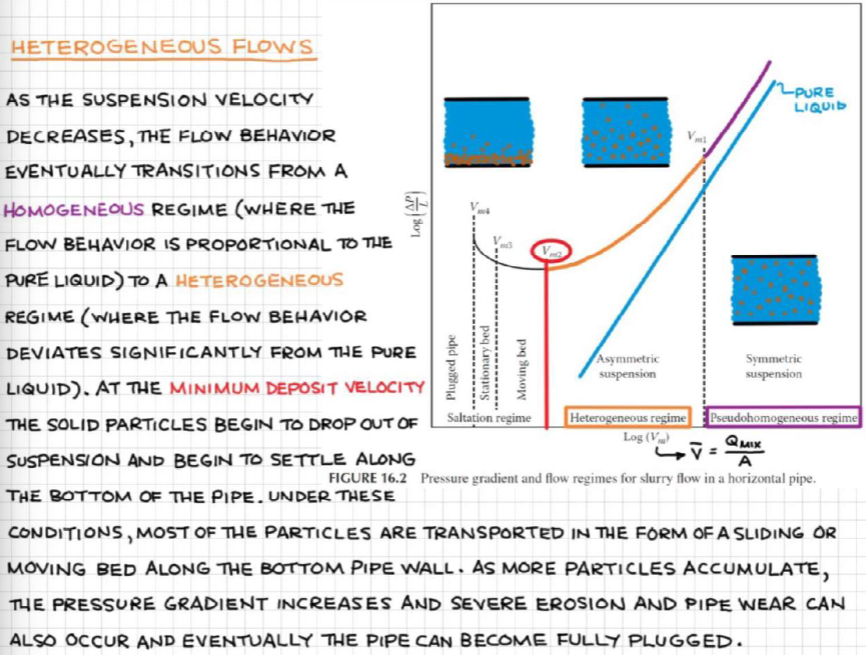 HETEROGENEOUS FLOWS
AS THE SUSPENSION VELOCITY
DECREASES, THE FLOW BEHAVIOR
EVENTUALLY TRANSITIONS FROM A
HOMOGENEOUS REGIME (WHERE THE
FLOW BEHAVIOR IS PROPORTIONAL TO THE
PURE LIQUID) TO A HETEROGENEOUS
REGIME (WHERE THE FLOW BEHAVIOR
DEVIATES SIGNIFICANTLY FROM THE PURE
LIQUID). AT THE MINIMUM DEPOSIT VELOCITY
THE SOLID PARTICLES BEGIN TO DROP OUT OF
SUSPENSION AND BEGIN TO SETTLE ALONG
THE BOTTOM OF THE PIPE. UNDER THESE
CONDITIONS, MOST OF THE PARTICLES ARE TRANSPORTED IN THE FORM OF A SLIDING OR
MOVING BED ALONG THE BOTTOM PIPE WALL. AS MORE PARTICLES ACCUMULATE,
THE PRESSURE GRADIENT INCREASES AND SEVERE EROSION AND PIPE WEAR CAN
ALSO OCCUR AND EVENTUALLY THE PIPE CAN BECOME FULLY PLUGGED.
PURE
LIQUID
Vm1
Log (ΔP/L)
Vm4
Vm3
Vm2
Plugged pipe
Stationary bed
Moving bed
Asymmetric
suspension
Symmetric
suspension
Saltation regime
Heterogeneous regime
Pseudohomogeneous regime
Log (Vm)
V̄ = QMIX/A
FIGURE 16.2 Pressure gradient and flow regimes for slurry flow in a horizontal pipe.